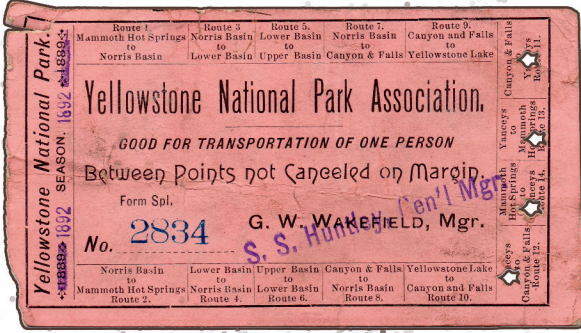 Route 1.
Mammoth Hot Springs
to
Norris Basin
Route 3
Norris Basin
to
Lower Basin
Route 5.
Lower Basin
to
Upper Basin
Route 7.
Norris Basin
to
Canyon & Falls
Route 9.
Canyon and Falls
to
Yellowstone Lake
Yellowstone National Park.
1889 1892 SEASON. 1892 1889
Yellowstone National Park Association.
GOOD FOR TRANSPORTATION OF ONE PERSON
Between Points not Canceled on Margin.
Form Spl.
No. 2834
G. W. WAKEFIELD, Mgr.
S. S. Huntley, Gen'l Mgr
Canyon & Falls
to
Yanceys
Route 11.
Yanceys
to
Mammoth
Hot Springs
Route 13.
Mammoth
Hot Springs
to
Yanceys
Route 14.
Yanceys
to
Canyon & Falls
Route 12.
Norris Basin
to
Mammoth Hot Springs
Route 2.
Lower Basin
to
Norris Basin
Route 4.
Upper Basin
to
Lower Basin
Route 6.
Canyon & Falls
to
Norris Basin
Route 8.
Yellowstone Lake
to
Canyon and Falls
Route 10.